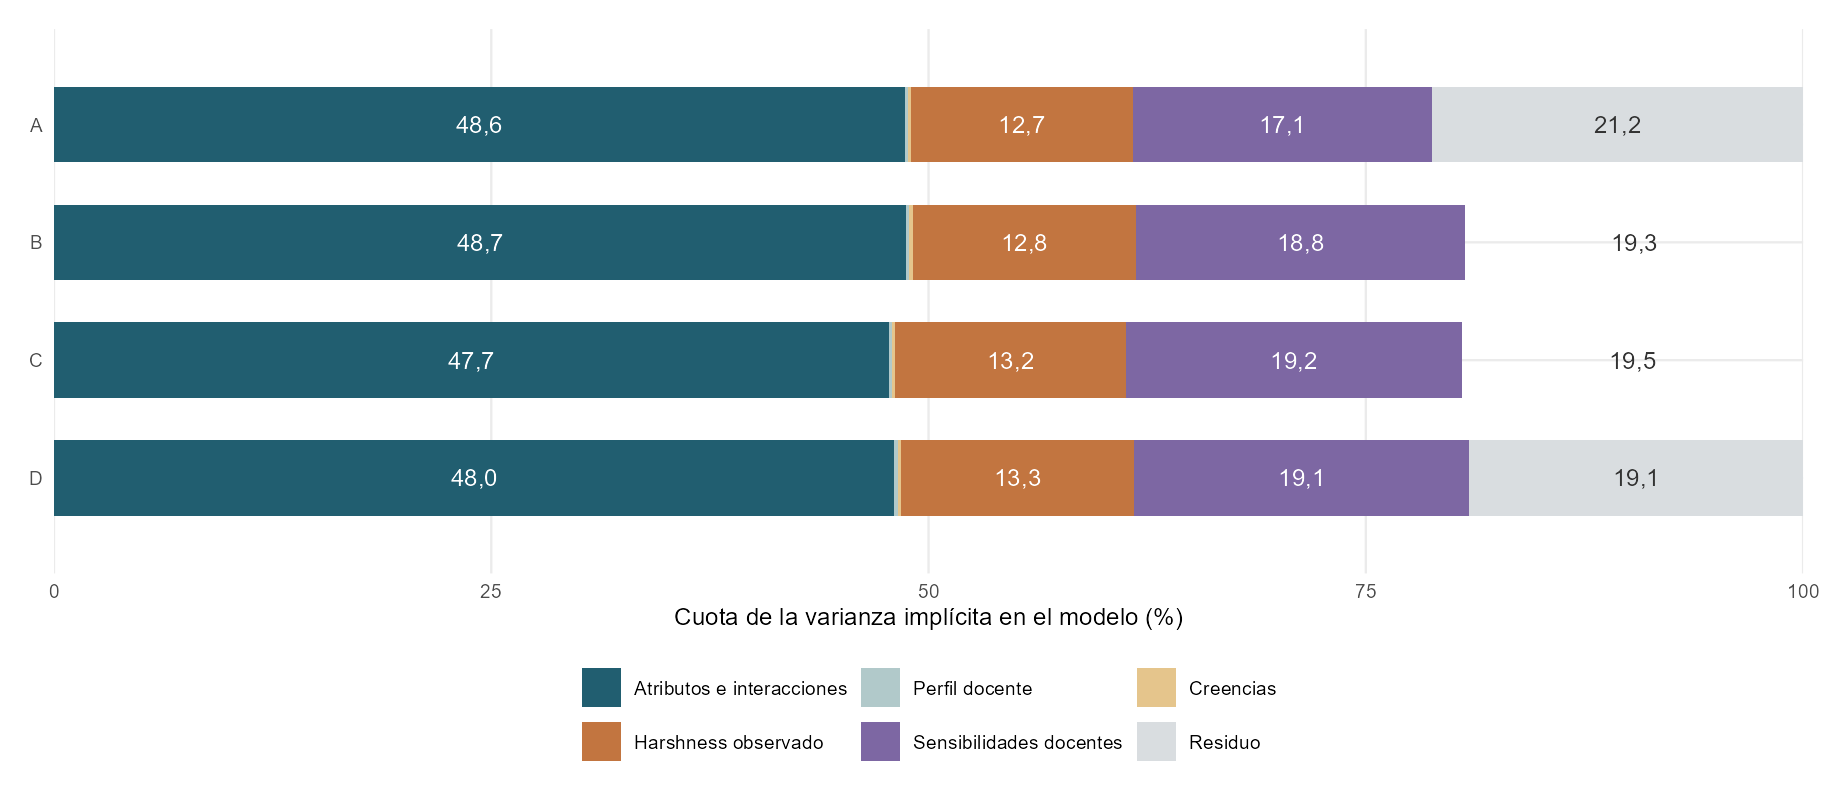 A 48,6 12,7 17,1 21,2
B 48,7 12,8 18,8 19,3
C 47,7 13,2 19,2 19,5
D 48,0 13,3 19,1 19,1
0 25 50 75 100
Cuota de la varianza implícita en el modelo (%)
Atributos e interacciones Perfil docente Creencias
Harshness observado Sensibilidades docentes Residuo